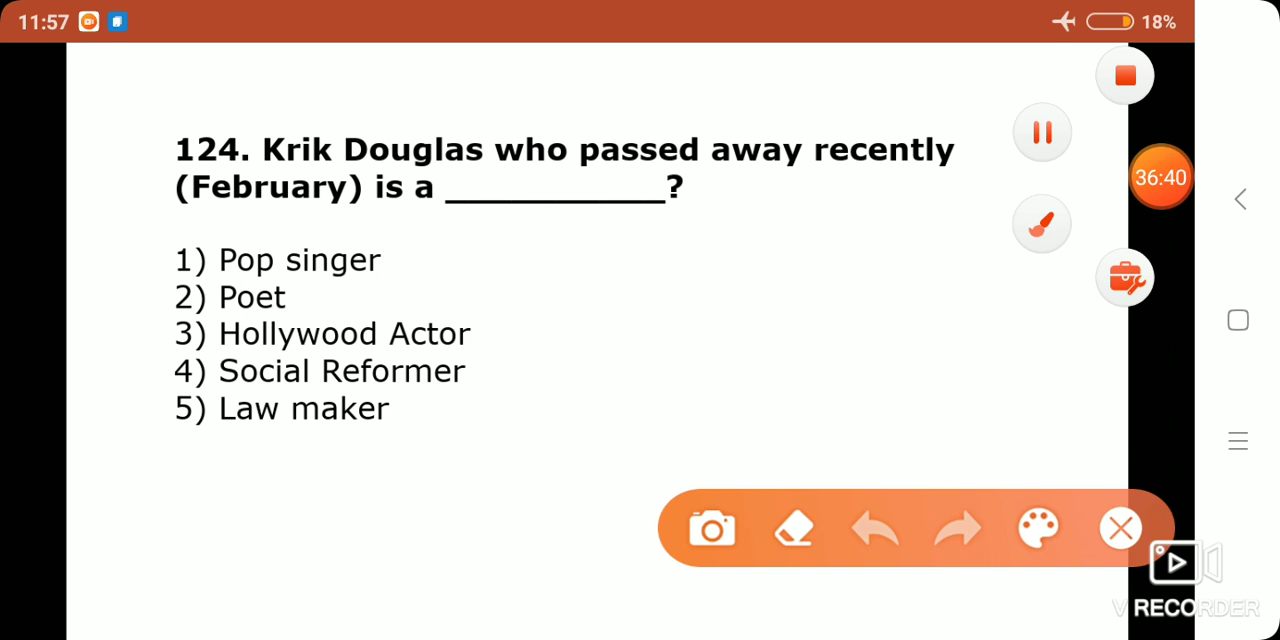 11:57
18%
124. Krik Douglas who passed away recently
(February) is a ____________?
36:40
1) Pop singer
2) Poet
3) Hollywood Actor
4) Social Reformer
5) Law maker
V RECORDER